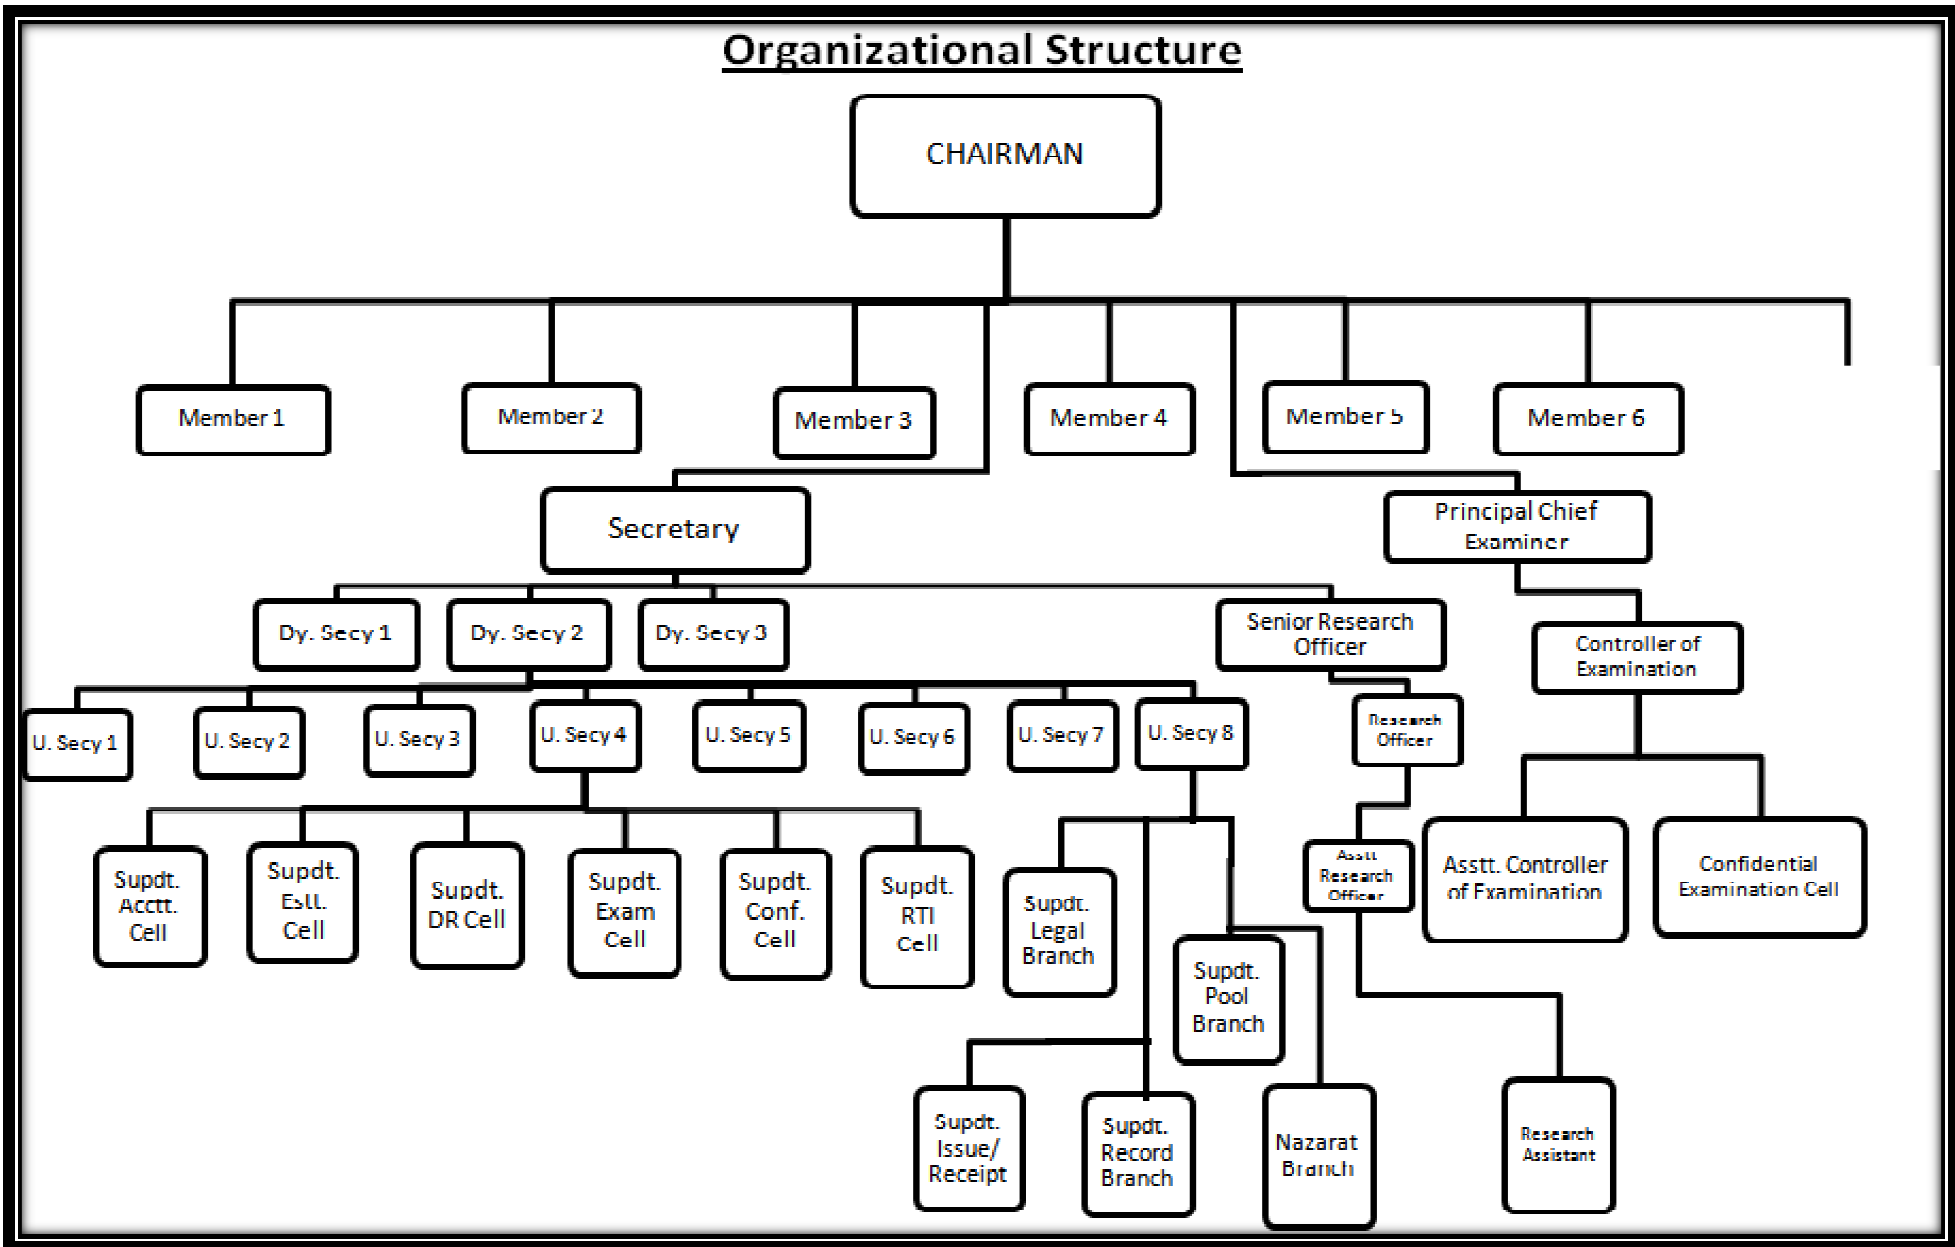 Organizational Structure
CHAIRMAN
Member 1
Member 2
Member 3
Member 4
Member 5
Member 6
Secretary
Principal Chief
Examiner
Dy. Secy 1
Dy. Secy 2
Dy. Secy 3
Senior Research
Officer
Controller of
Examination
U. Secy 1
U. Secy 2
U. Secy 3
U. Secy 4
U. Secy 5
U. Secy 6
U. Secy 7
U. Secy 8
Research
Officer
Supdt.
Acctt.
Cell
Supdt.
Estt.
Cell
Supdt.
DR Cell
Supdt.
Exam
Cell
Supdt.
Conf.
Cell
Supdt.
RTI
Cell
Supdt.
Legal
Branch
Supdt.
Pool
Branch
Asstt
Research
Officer
Asstt. Controller
of Examination
Confidential
Examination Cell
Supdt.
Issue/
Receipt
Supdt.
Record
Branch
Nazarat
Branch
Research
Assistant